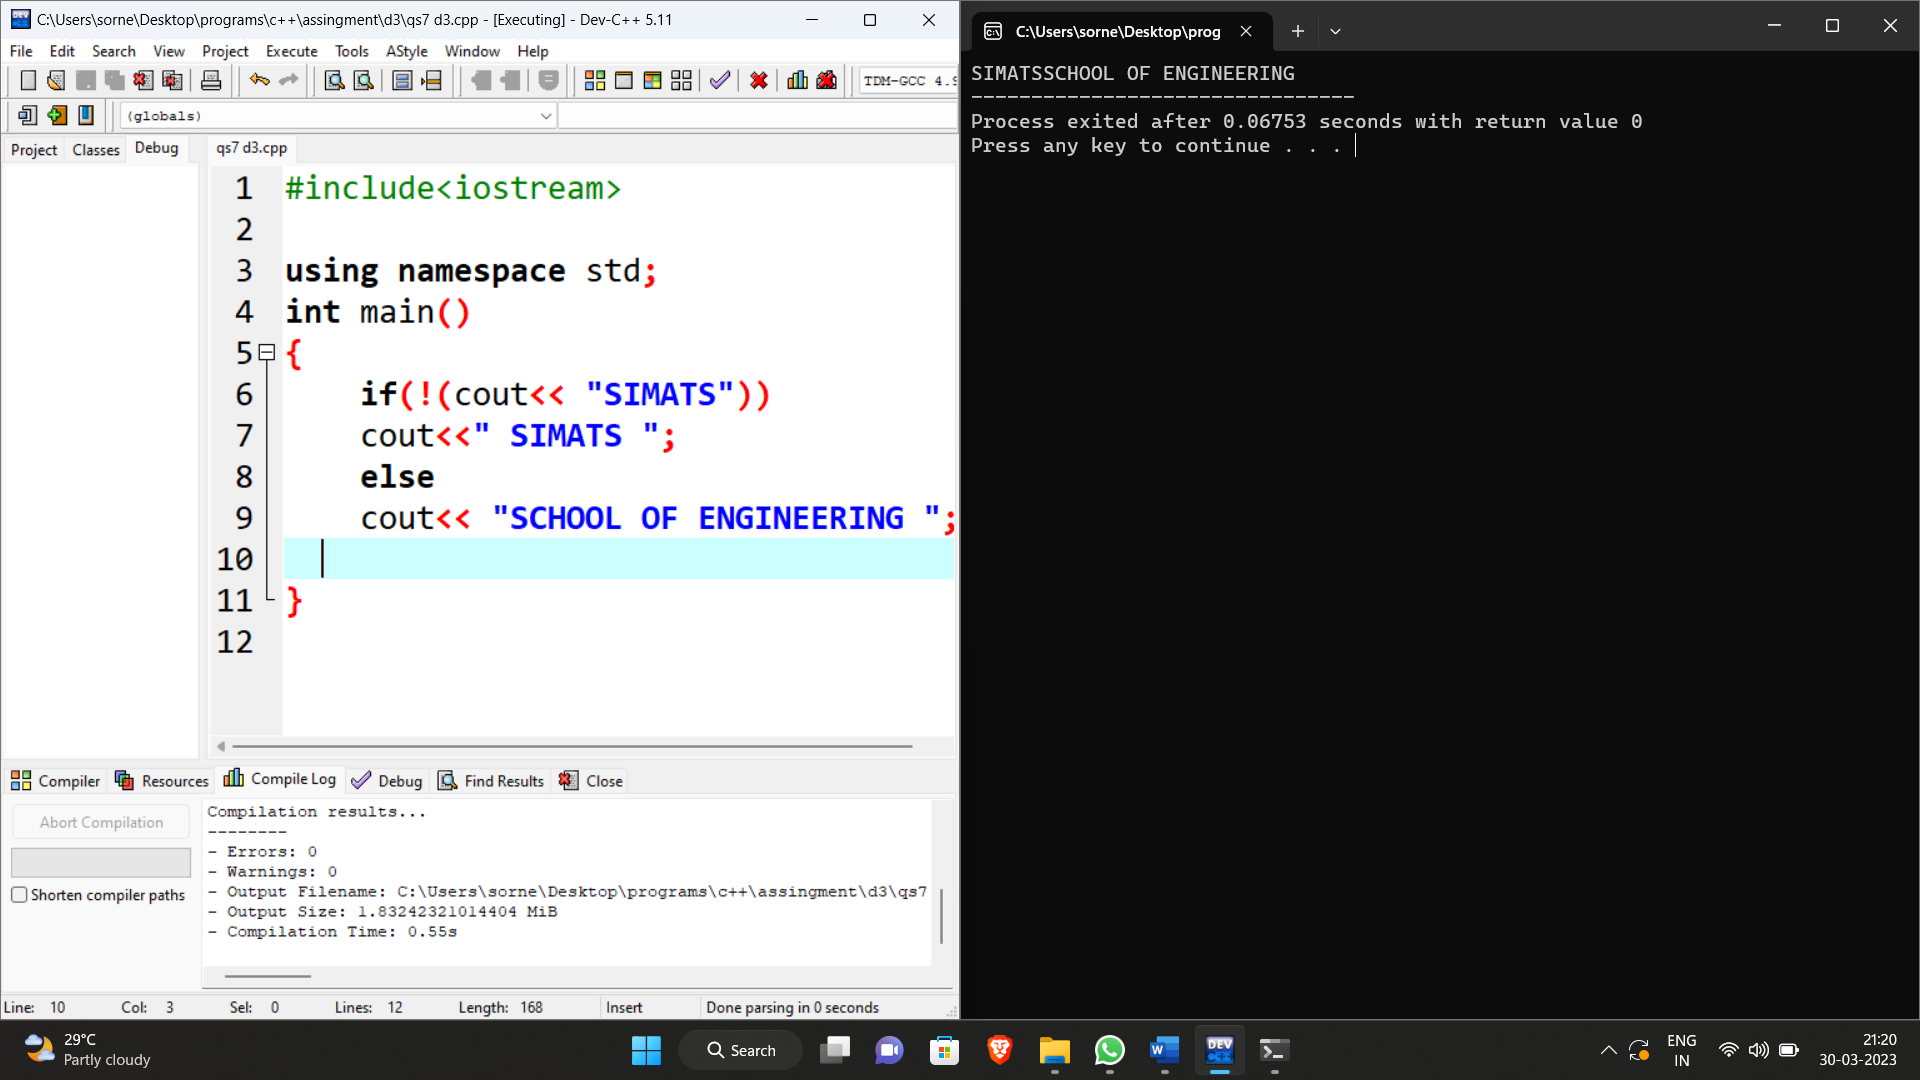 C:\Users\sorne\Desktop\programs\c++\assingment\d3\qs7 d3.cpp - [Executing] - Dev-C++ 5.11
File Edit Search View Project Execute Tools AStyle Window Help
TDM-GCC 4.9
(globals)
Project Classes Debug
qs7 d3.cpp
1 #include<iostream>
2
3 using namespace std;
4 int main()
5 {
6 if(!(cout<< "SIMATS"))
7 cout<<" SIMATS ";
8 else
9 cout<< "SCHOOL OF ENGINEERING ";
10
11 }
12
Compiler Resources Compile Log Debug Find Results Close
Abort Compilation
Shorten compiler paths
Compilation results...
--------
- Errors: 0
- Warnings: 0
- Output Filename: C:\Users\sorne\Desktop\programs\c++\assingment\d3\qs7
- Output Size: 1.83242321014404 MiB
- Compilation Time: 0.55s
Line: 10 Col: 3 Sel: 0 Lines: 12 Length: 168 Insert Done parsing in 0 seconds
C:\Users\sorne\Desktop\prog
SIMATSSCHOOL OF ENGINEERING
--------------------------------
Process exited after 0.06753 seconds with return value 0
Press any key to continue . . .
29°C
Partly cloudy
Search
DEV
C++
ENG
IN
21:20
30-03-2023